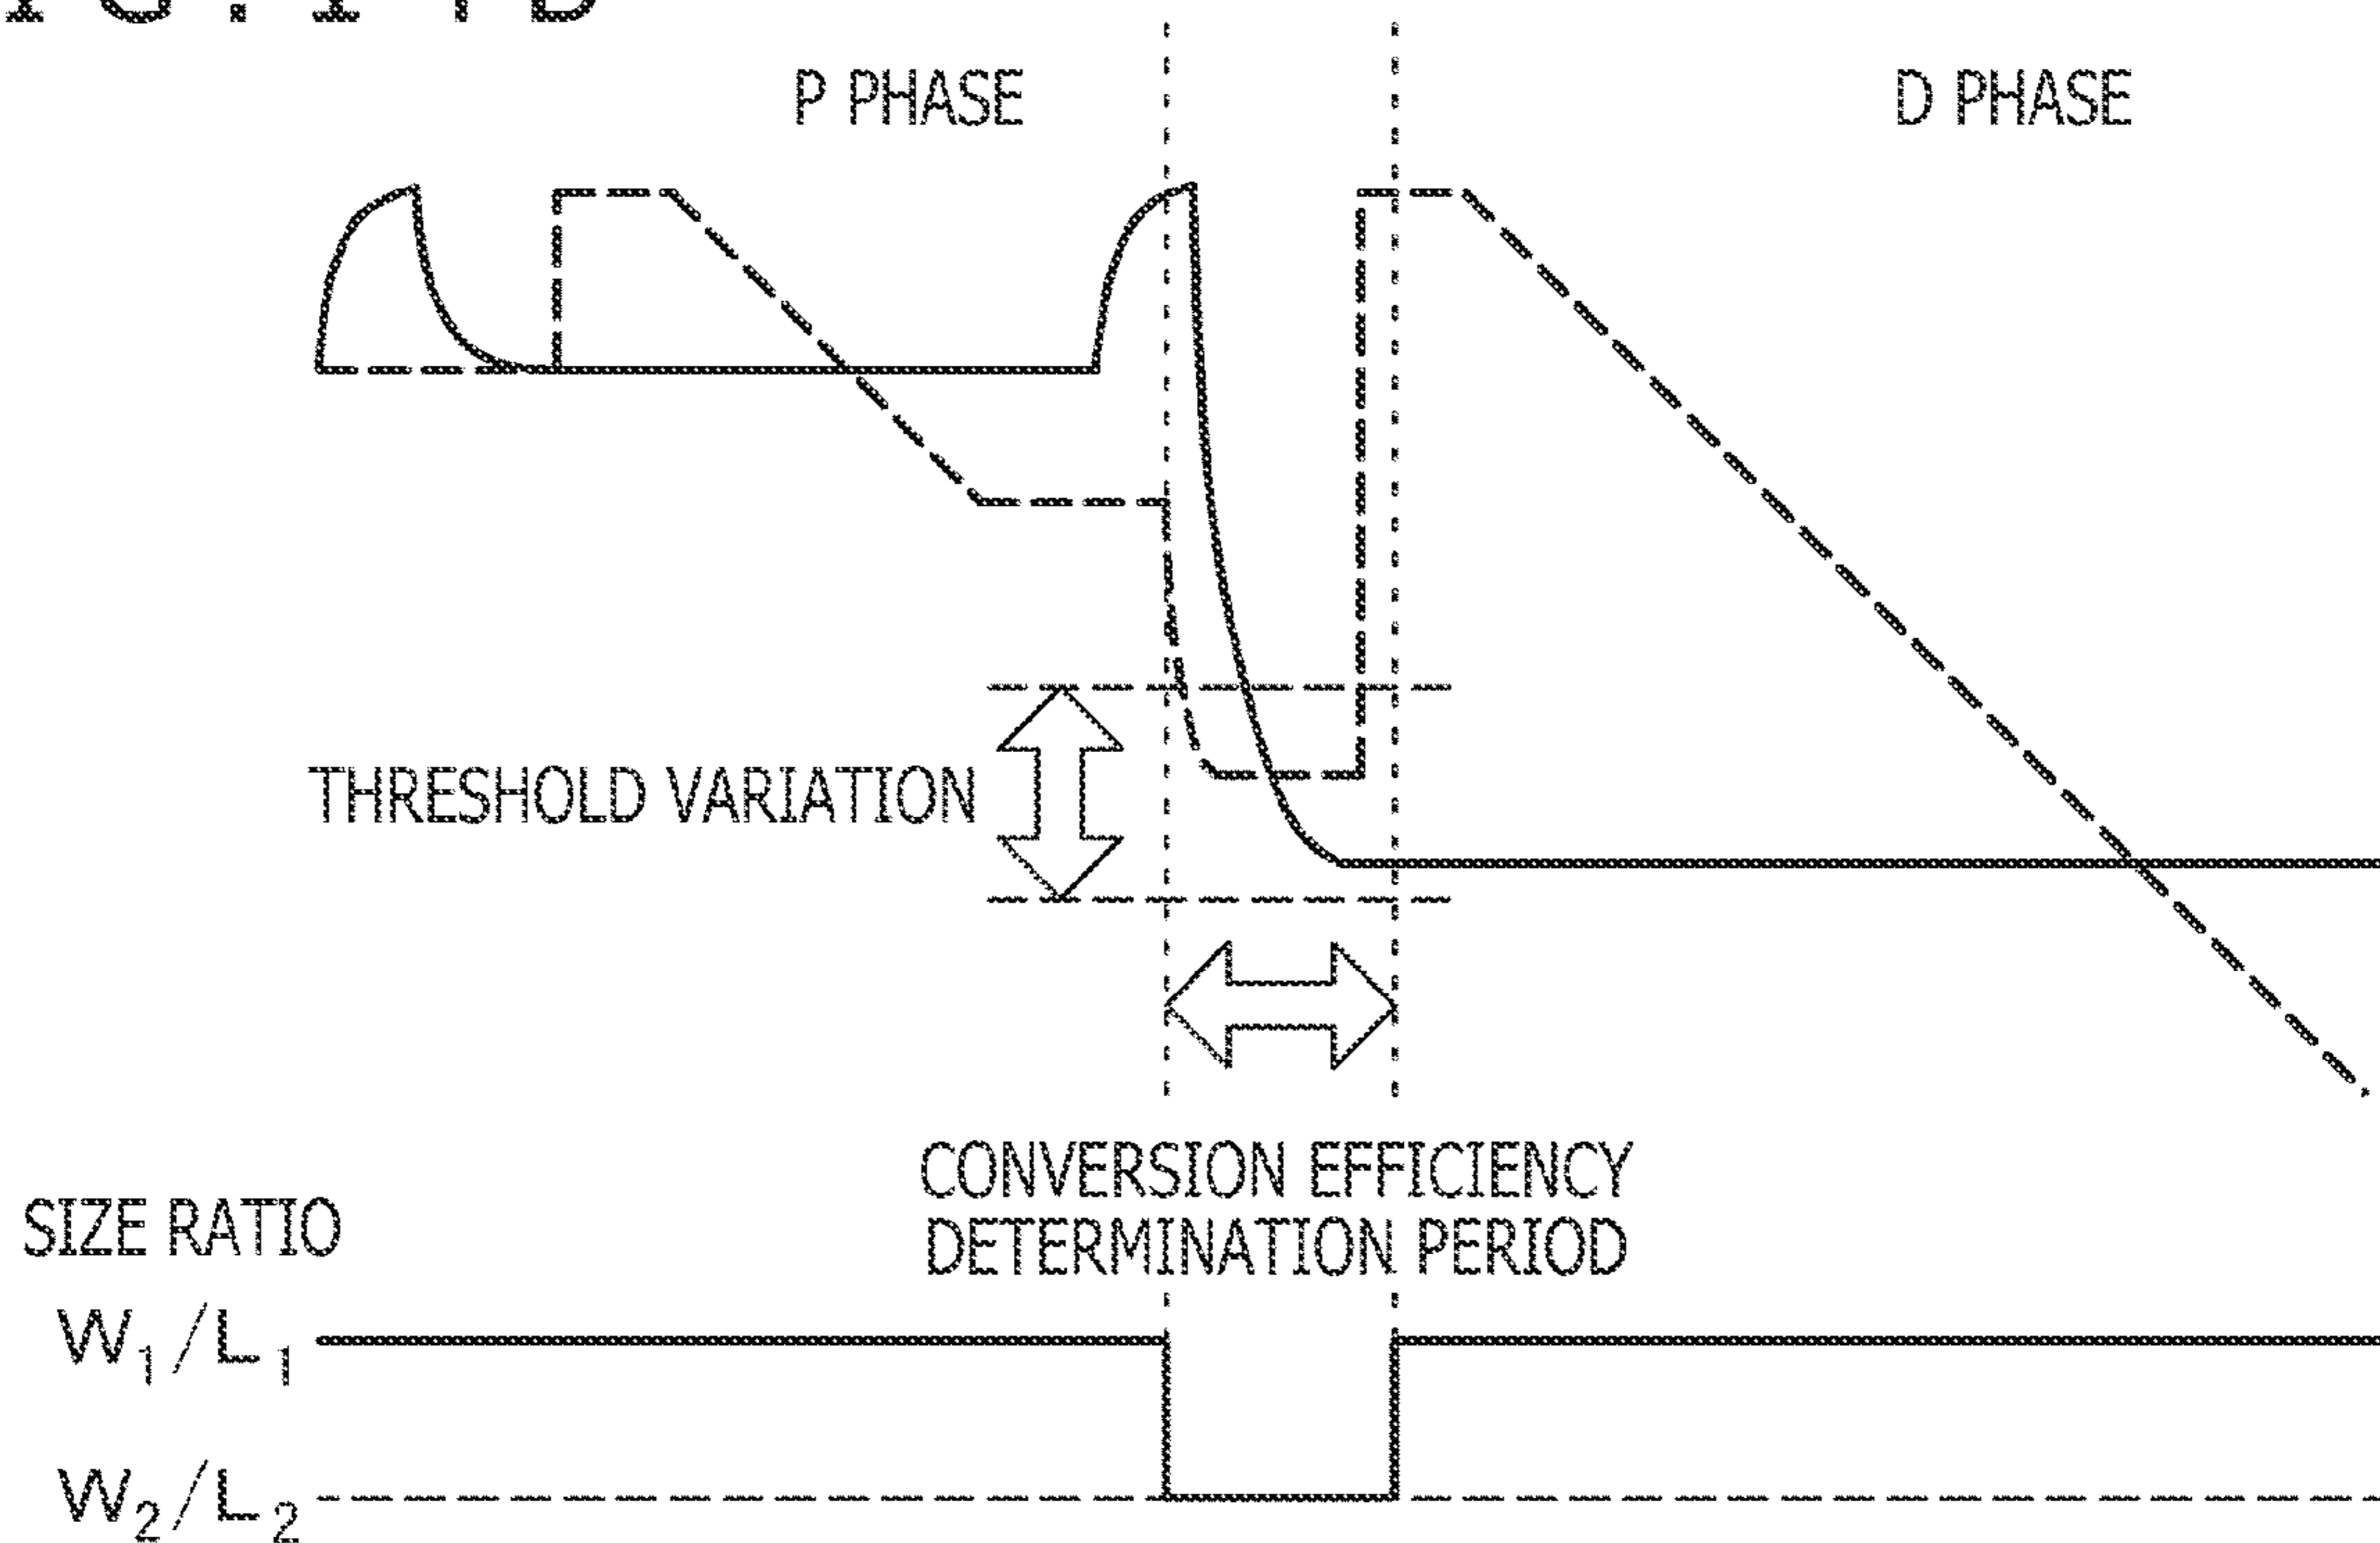 P PHASE
D PHASE
THRESHOLD VARIATION
CONVERSION EFFICIENCY
DETERMINATION PERIOD
SIZE RATIO
W₁/L₁
W₂/L₂